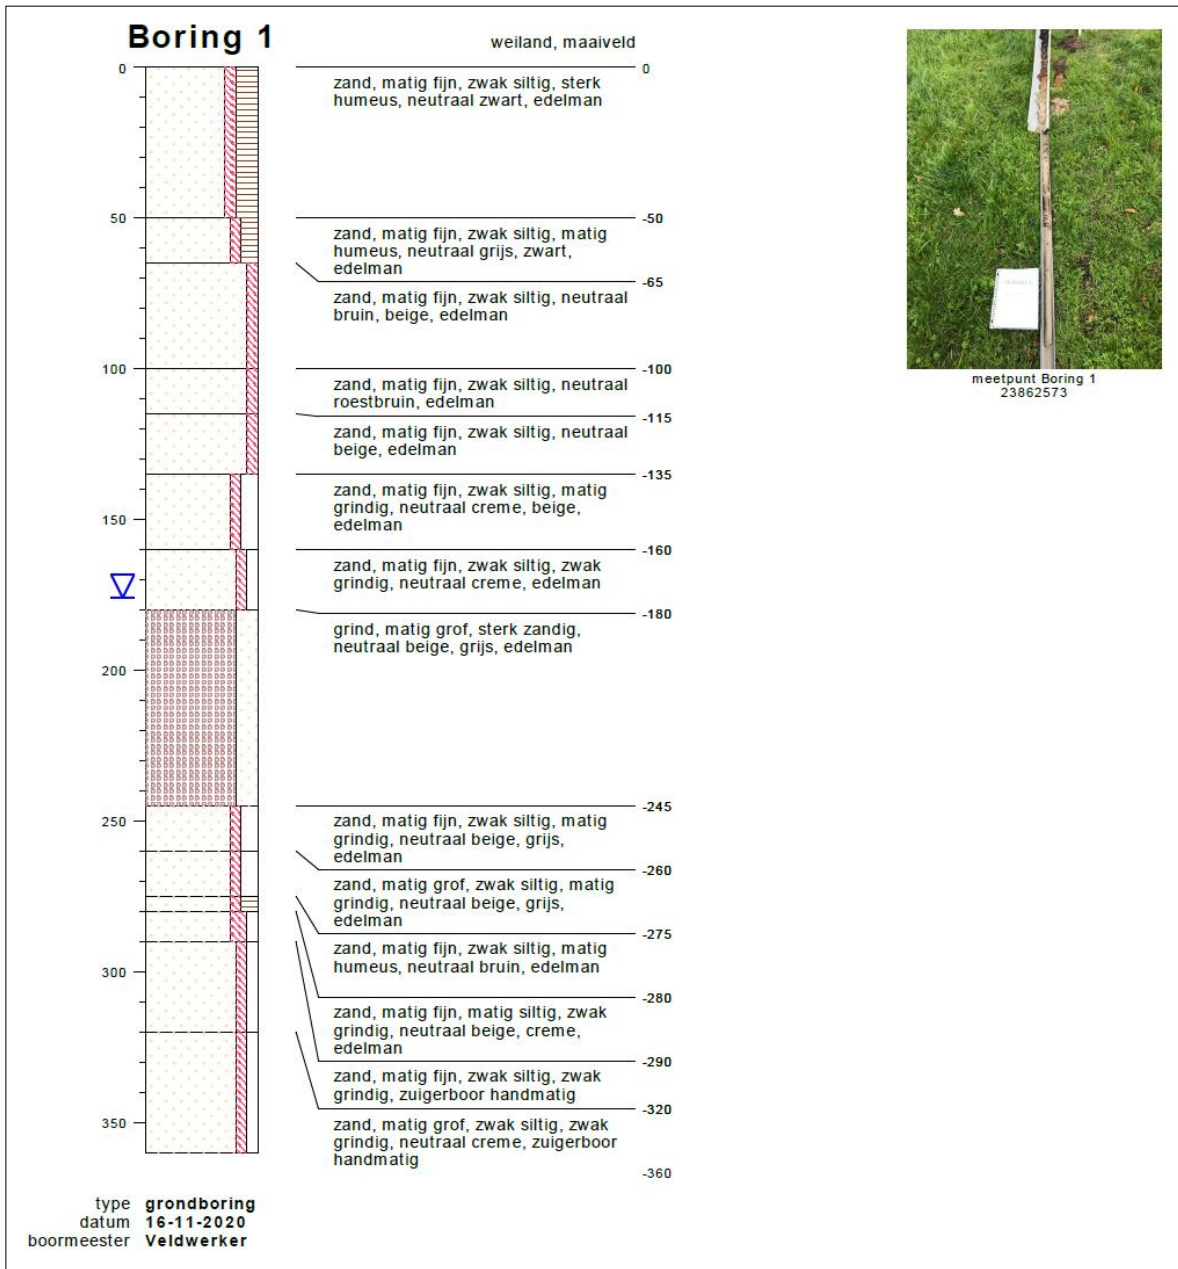 Boring 1
weiland, maaiveld
0
0
zand, matig fijn, zwak siltig, sterk
humeus, neutraal zwart, edelman
50
-50
zand, matig fijn, zwak siltig, matig
humeus, neutraal grijs, zwart,
edelman
-65
zand, matig fijn, zwak siltig, neutraal
bruin, beige, edelman
100
-100
zand, matig fijn, zwak siltig, neutraal
roestbruin, edelman
-115
zand, matig fijn, zwak siltig, neutraal
beige, edelman
-135
zand, matig fijn, zwak siltig, matig
grindig, neutraal creme, beige,
edelman
150
-160
zand, matig fijn, zwak siltig, zwak
grindig, neutraal creme, edelman
-180
grind, matig grof, sterk zandig,
neutraal beige, grijs, edelman
200
-245
zand, matig fijn, zwak siltig, matig
grindig, neutraal beige, grijs,
edelman
250
-260
zand, matig grof, zwak siltig, matig
grindig, neutraal beige, grijs,
edelman
-275
zand, matig fijn, zwak siltig, matig
humeus, neutraal bruin, edelman
300
-280
zand, matig fijn, matig siltig, zwak
grindig, neutraal beige, creme,
edelman
-290
zand, matig fijn, zwak siltig, zwak
grindig, zuigerboor handmatig
-320
zand, matig grof, zwak siltig, zwak
grindig, neutraal creme, zuigerboor
handmatig
350
-360
type grondboring
datum 16-11-2020
boormeester Veldwerker
meetpunt Boring 1
23862573